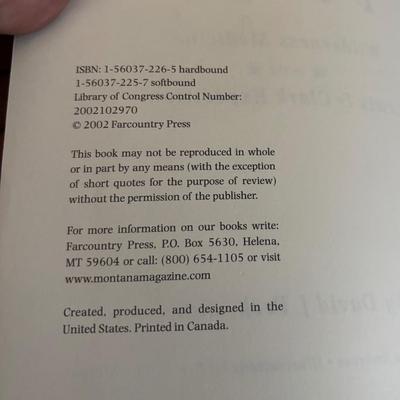 ISBN: 1-56037-226-5 hardbound
1-56037-225-7 softbound
Library of Congress Control Number:
2002102970
© 2002 Farcountry Press
This book may not be reproduced in whole
or in part by any means (with the exception
of short quotes for the purpose of review)
without the permission of the publisher.
For more information on our books write:
Farcountry Press, P.O. Box 5630, Helena,
MT 59604 or call: (800) 654-1105 or visit
www.montanamagazine.com
Created, produced, and designed in the
United States. Printed in Canada.